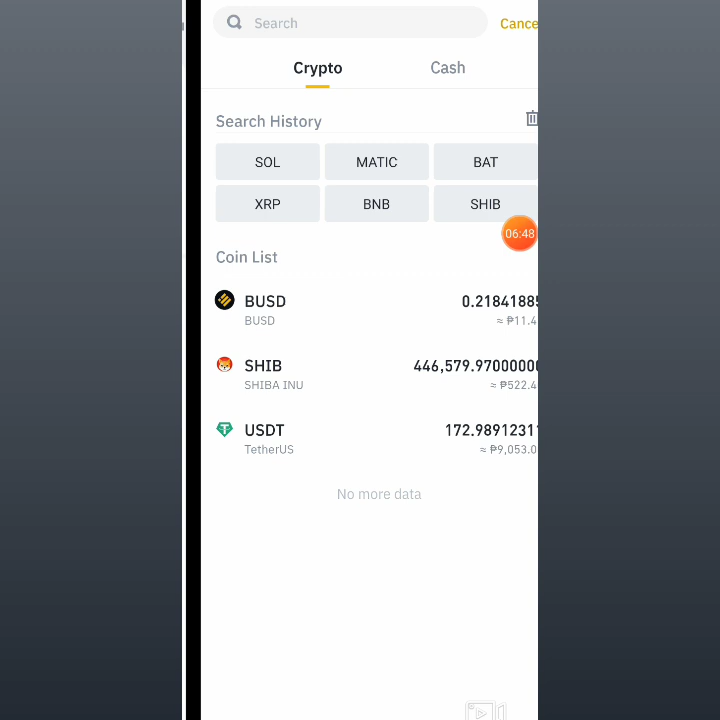 Search
Cance
Crypto
Cash
Search History
SOL
MATIC
BAT
XRP
BNB
SHIB
06:48
Coin List
BUSD
0.21841885
BUSD
≈ ₱11.4
SHIB
446,579.97000000
SHIBA INU
≈ ₱522.4
USDT
172.98912311
TetherUS
≈ ₱9,053.0
No more data